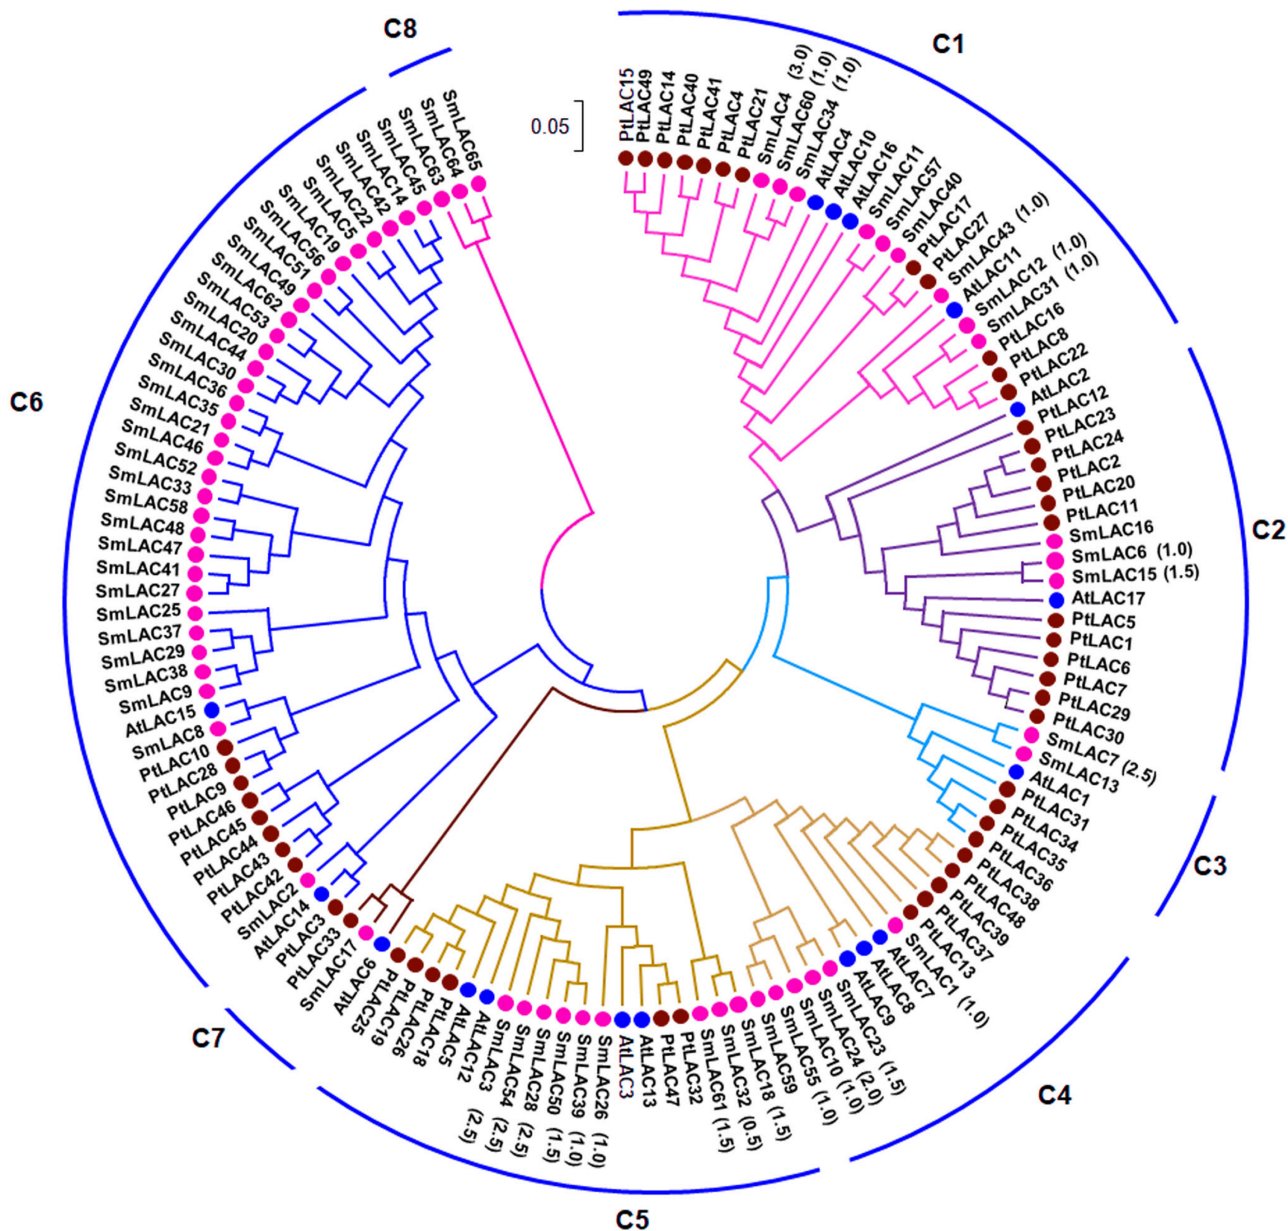 C8
C1
0.05
PtLAC15
PtLAC49
PtLAC14
PtLAC40
PtLAC41
PtLAC4
PtLAC21
SmLAC4 (3.0)
SmLAC60 (1.0)
SmLAC34 (1.0)
AtLAC4
AtLAC10
AtLAC16
SmLAC11
SmLAC57
SmLAC40
PtLAC17
PtLAC27
SmLAC43 (1.0)
AtLAC11
SmLAC12 (1.0)
SmLAC31 (1.0)
PtLAC16
PtLAC8
PtLAC22
AtLAC2
PtLAC12
PtLAC23
PtLAC24
PtLAC2
PtLAC20
PtLAC11
SmLAC16
SmLAC6 (1.0)
SmLAC15 (1.5)
AtLAC17
PtLAC5
PtLAC1
PtLAC6
PtLAC7
PtLAC29
PtLAC30
SmLAC7 (2.5)
SmLAC13
AtLAC1
PtLAC31
PtLAC34
PtLAC35
PtLAC36
PtLAC38
PtLAC48
PtLAC39
PtLAC37
PtLAC13
SmLAC1 (1.0)
AtLAC7
AtLAC8
AtLAC9
SmLAC23 (1.5)
SmLAC24 (2.0)
SmLAC10 (1.0)
SmLAC55 (1.0)
SmLAC59
SmLAC18 (1.5)
SmLAC32 (0.5)
SmLAC61 (1.5)
PtLAC32
PtLAC47
AtLAC13
AtLAC3
SmLAC26 (1.0)
SmLAC39 (1.0)
SmLAC50 (1.5)
SmLAC28 (2.5)
SmLAC54 (2.5)
SmLAC3 (2.5)
AtLAC12
AtLAC5
PtLAC18
PtLAC26
PtLAC19
PtLAC25
AtLAC6
SmLAC17
PtLAC33
PtLAC3
AtLAC14
SmLAC2
PtLAC42
PtLAC43
PtLAC44
PtLAC45
PtLAC46
PtLAC9
PtLAC28
PtLAC10
SmLAC8
AtLAC15
SmLAC9
SmLAC38
SmLAC29
SmLAC37
SmLAC25
SmLAC27
SmLAC41
SmLAC47
SmLAC48
SmLAC58
SmLAC33
SmLAC52
SmLAC46
SmLAC21
SmLAC35
SmLAC36
SmLAC30
SmLAC44
SmLAC20
SmLAC53
SmLAC62
SmLAC49
SmLAC51
SmLAC56
SmLAC19
SmLAC5
SmLAC22
SmLAC42
SmLAC14
SmLAC45
SmLAC63
SmLAC64
SmLAC65
C2
C3
C4
C5
C7
C6